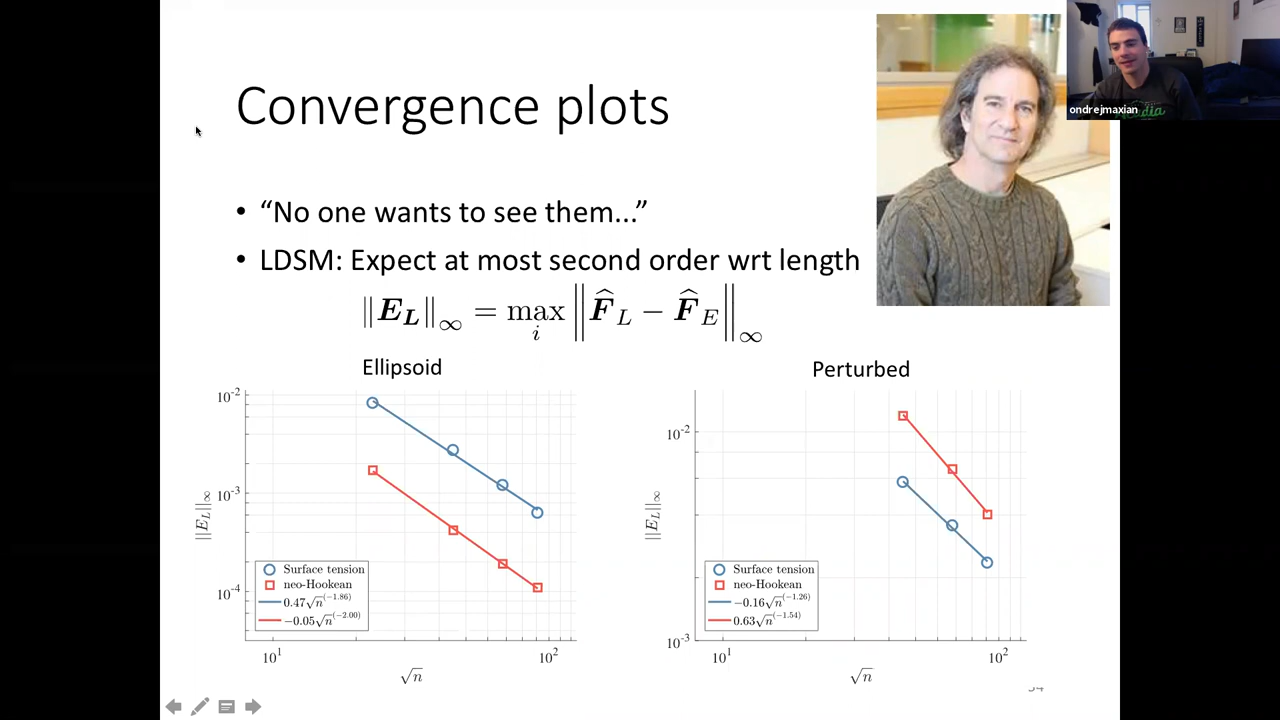 Convergence plots
ondrejmaxian
• “No one wants to see them...”
• LDSM: Expect at most second order wrt length
‖E_L‖_∞ = max_i ‖F̂_L − F̂_E‖_∞
Ellipsoid
10^-2
10^-3
10^-4
||E_L||_∞
Surface tension
neo-Hookean
0.47√n^(-1.86)
−0.05√n^(-2.00)
10^1
10^2
√n
Perturbed
10^-2
10^-3
||E_L||_∞
Surface tension
neo-Hookean
−0.16√n^(-1.26)
0.63√n^(-1.54)
10^1
10^2
√n